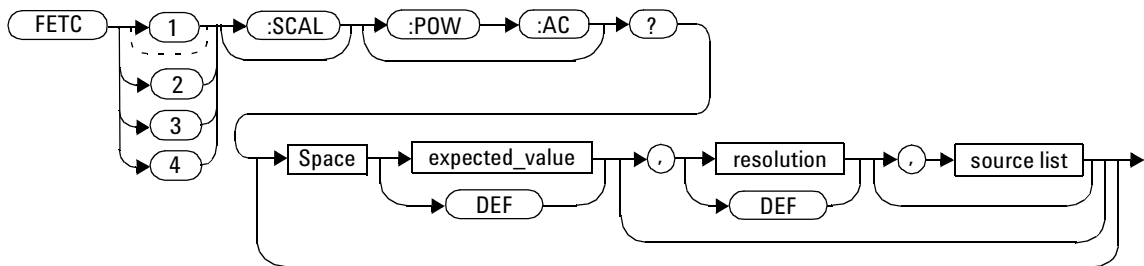 FETC 1 :SCAL :POW :AC ?
2
3
4
Space expected_value , resolution , source list
DEF DEF